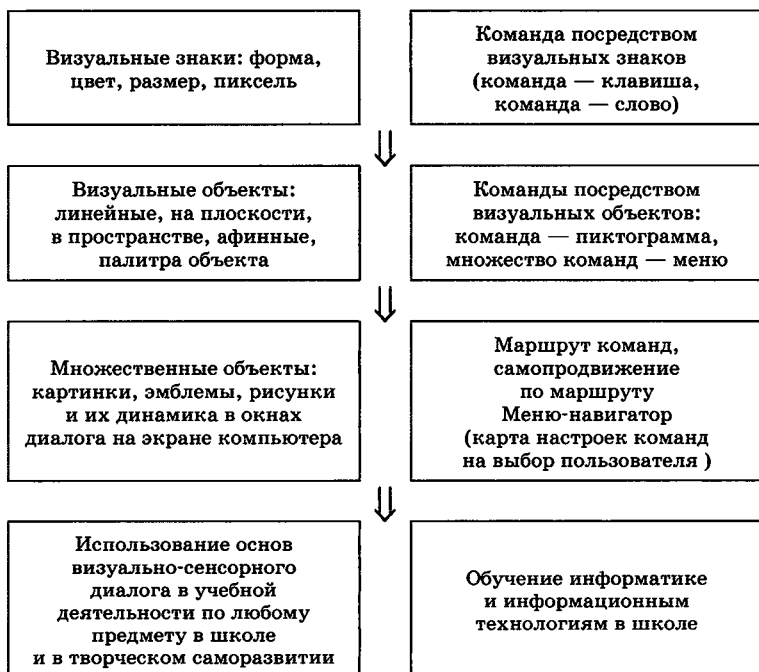 Визуальные знаки: форма,
цвет, размер, пиксель
Команда посредством
визуальных знаков
(команда — клавиша,
команда — слово)
Визуальные объекты:
линейные, на плоскости,
в пространстве, афинные,
палитра объекта
Команды посредством
визуальных объектов:
команда — пиктограмма,
множество команд — меню
Множественные объекты:
картинки, эмблемы, рисунки
и их динамика в окнах
диалога на экране компьютера
Маршрут команд,
самопродвижение
по маршруту
Меню-навигатор
(карта настроек команд
на выбор пользователя )
Использование основ
визуально-сенсорного
диалога в учебной
деятельности по любому
предмету в школе
и в творческом саморазвитии
Обучение информатике
и информационным
технологиям в школе